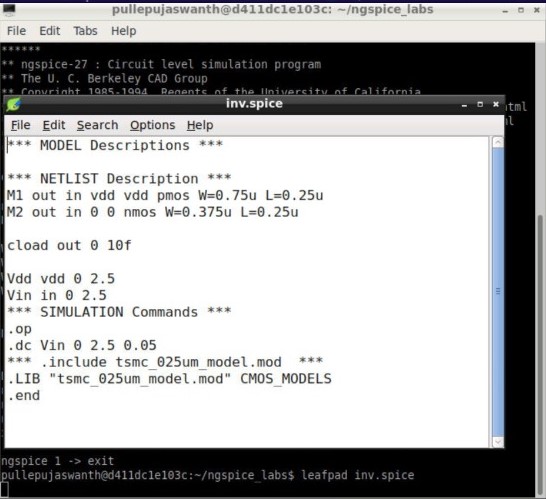 pullepujaswanth@d411dc1e103c: ~/ngspice_labs
File Edit Tabs Help
******
** ngspice-27 : Circuit level simulation program
** The U. C. Berkeley CAD Group
** Copyright 1985-1994, Regents of the University of California.
inv.spice
File Edit Search Options Help
*** MODEL Descriptions ***
*** NETLIST Description ***
M1 out in vdd vdd pmos W=0.75u L=0.25u
M2 out in 0 0 nmos W=0.375u L=0.25u
cload out 0 10f
Vdd vdd 0 2.5
Vin in 0 2.5
*** SIMULATION Commands ***
.op
.dc Vin 0 2.5 0.05
*** .include tsmc_025um_model.mod  ***
.LIB "tsmc_025um_model.mod" CMOS_MODELS
.end
ngspice 1 -> exit
pullepujaswanth@d411dc1e103c:~/ngspice_labs$ leafpad inv.spice